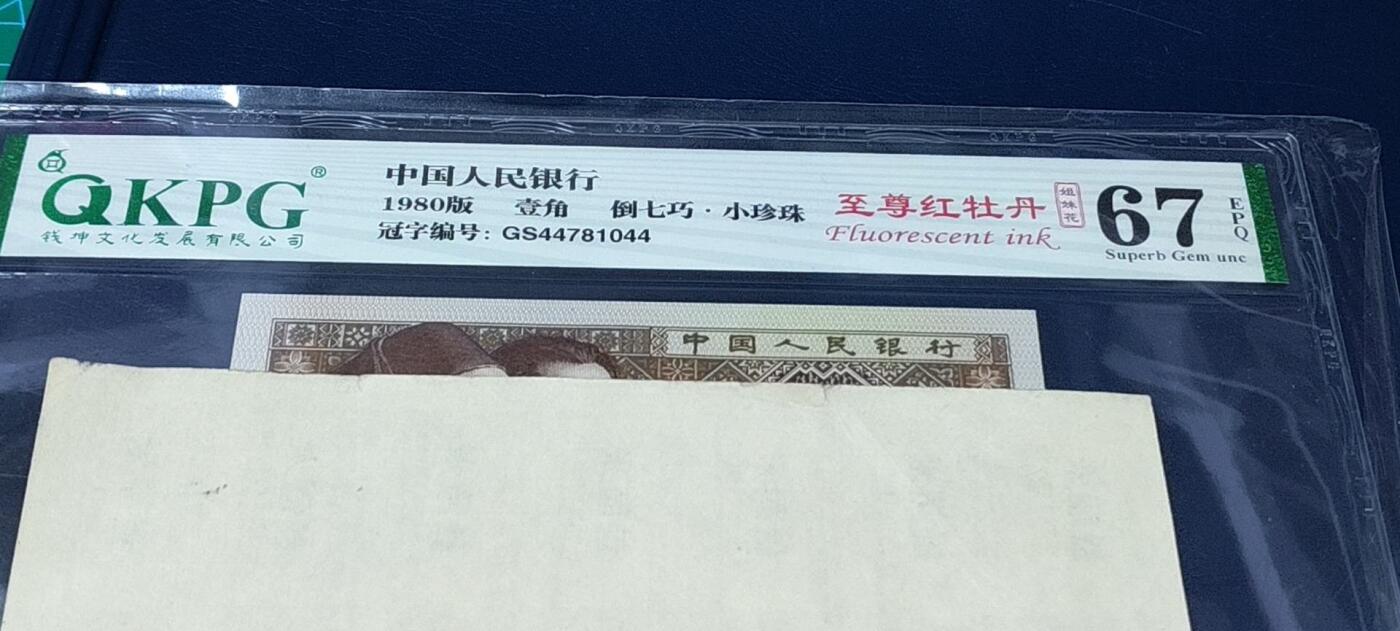 QKPG®
钱坤文化发展有限公司
中国人民银行
1980版 壹角 倒七巧·小珍珠
冠字编号: GS44781044
至尊红牡丹
姐妹花
Fluorescent ink
67
EPQ
Superb Gem unc
中国人民银行